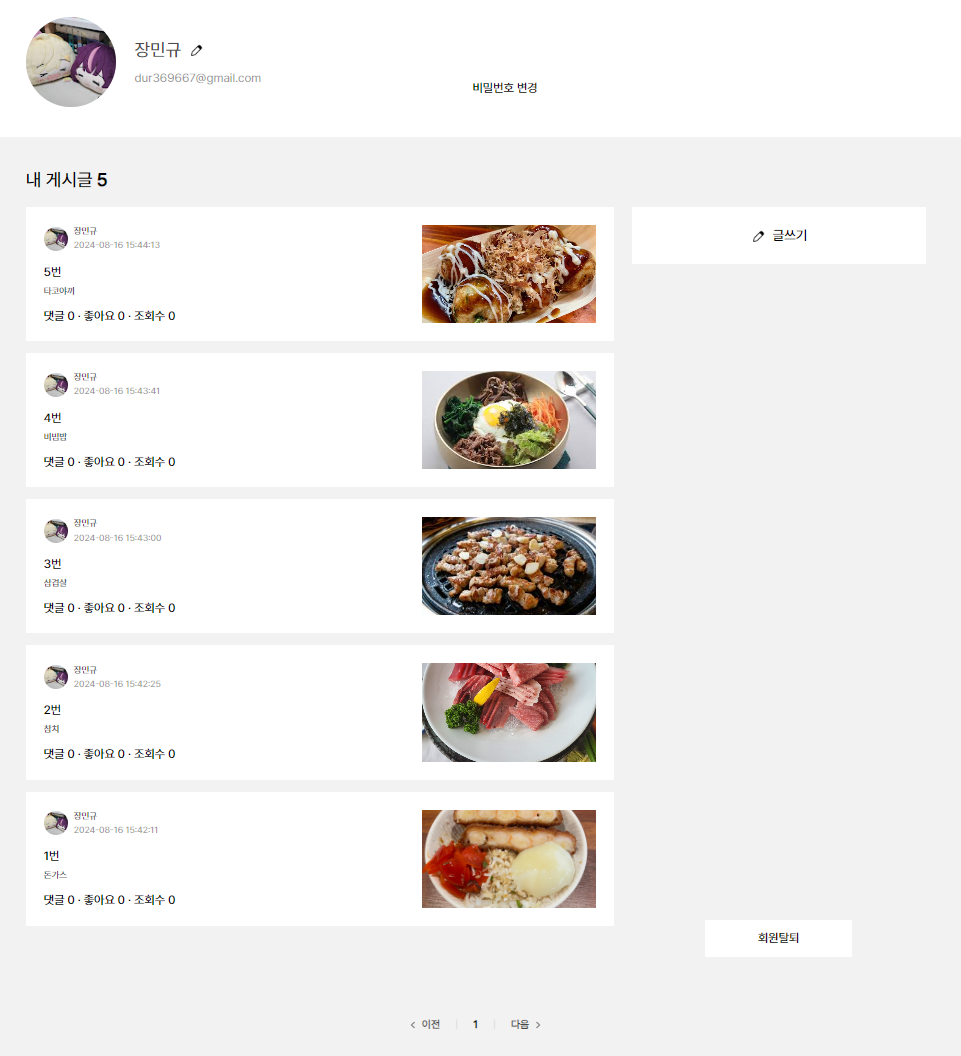 장민규
dur369667@gmail.com
비밀번호 변경
내 게시글 5
글쓰기
장민규
2024-08-16 15:44:13
5번
타코야끼
댓글 0 · 좋아요 0 · 조회수 0
장민규
2024-08-16 15:43:41
4번
비빔밥
댓글 0 · 좋아요 0 · 조회수 0
장민규
2024-08-16 15:43:00
3번
삼겹살
댓글 0 · 좋아요 0 · 조회수 0
장민규
2024-08-16 15:42:25
2번
참치
댓글 0 · 좋아요 0 · 조회수 0
장민규
2024-08-16 15:42:11
1번
돈가스
댓글 0 · 좋아요 0 · 조회수 0
회원탈퇴
< 이전 | 1 | 다음 >